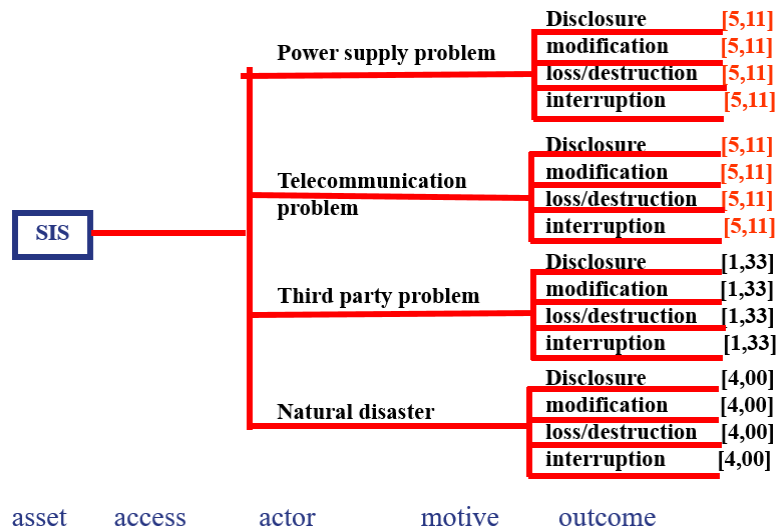 Disclosure [5,11]
Power supply problem
modification [5,11]
loss/destruction [5,11]
interruption [5,11]
Disclosure [5,11]
Telecommunication
problem
modification [5,11]
loss/destruction [5,11]
interruption [5,11]
SIS
Disclosure [1,33]
Third party problem
modification [1,33]
loss/destruction [1,33]
interruption [1,33]
Disclosure [4,00]
Natural disaster
modification [4,00]
loss/destruction [4,00]
interruption [4,00]
asset access actor motive outcome